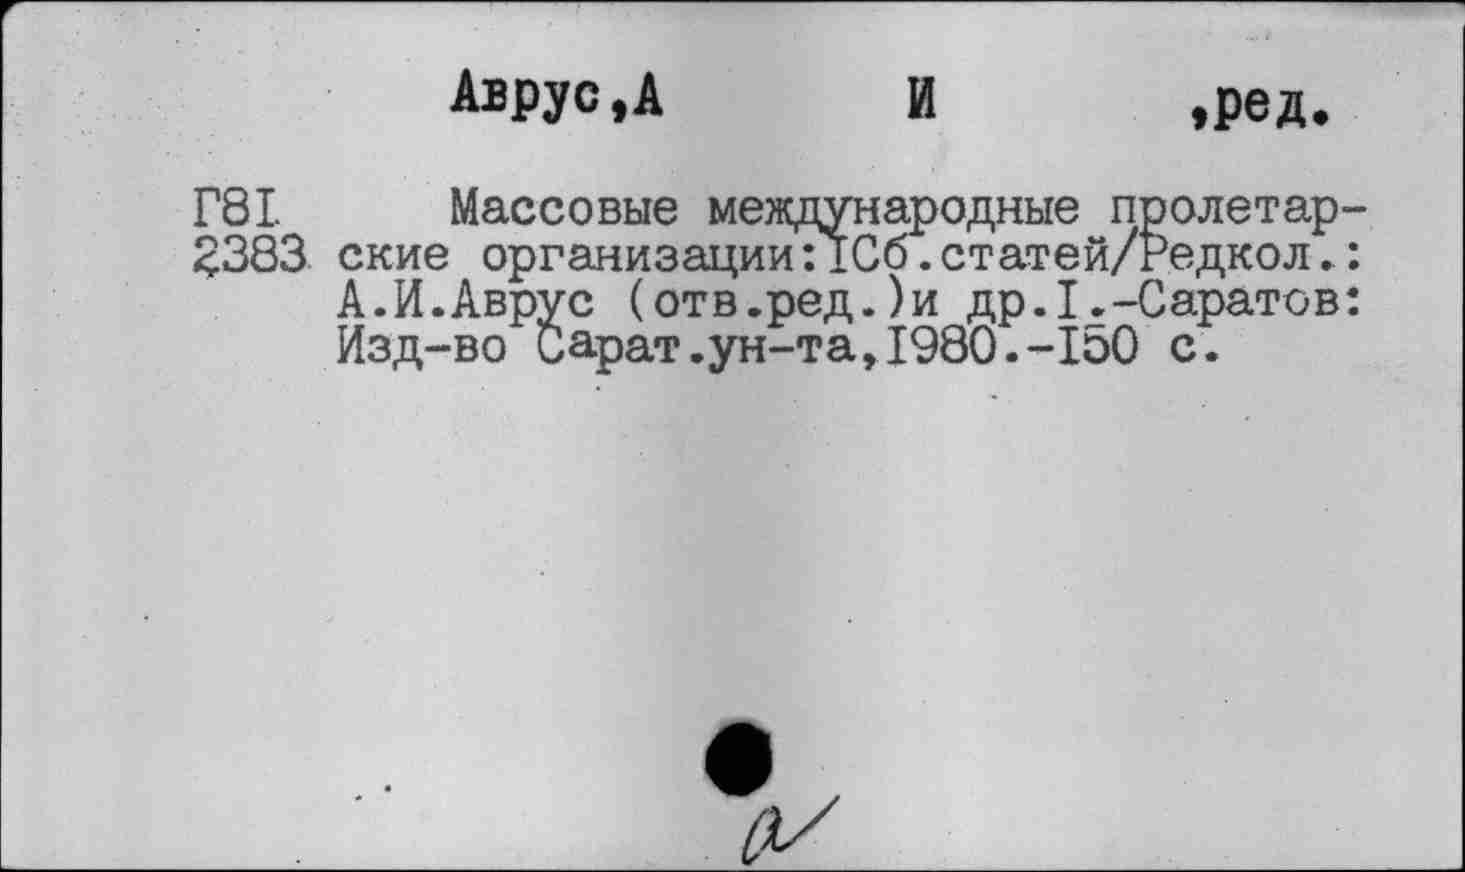 Аврус,А И ,ред.
Г81 Массовые международные пролетар-
2383 ские организации:ICб.статей/Редкол.:
А.И.Аврус (отв.ред.)и др.I.-Саратов:
Изд-во Сарат.ун-та,1980.-150 с.